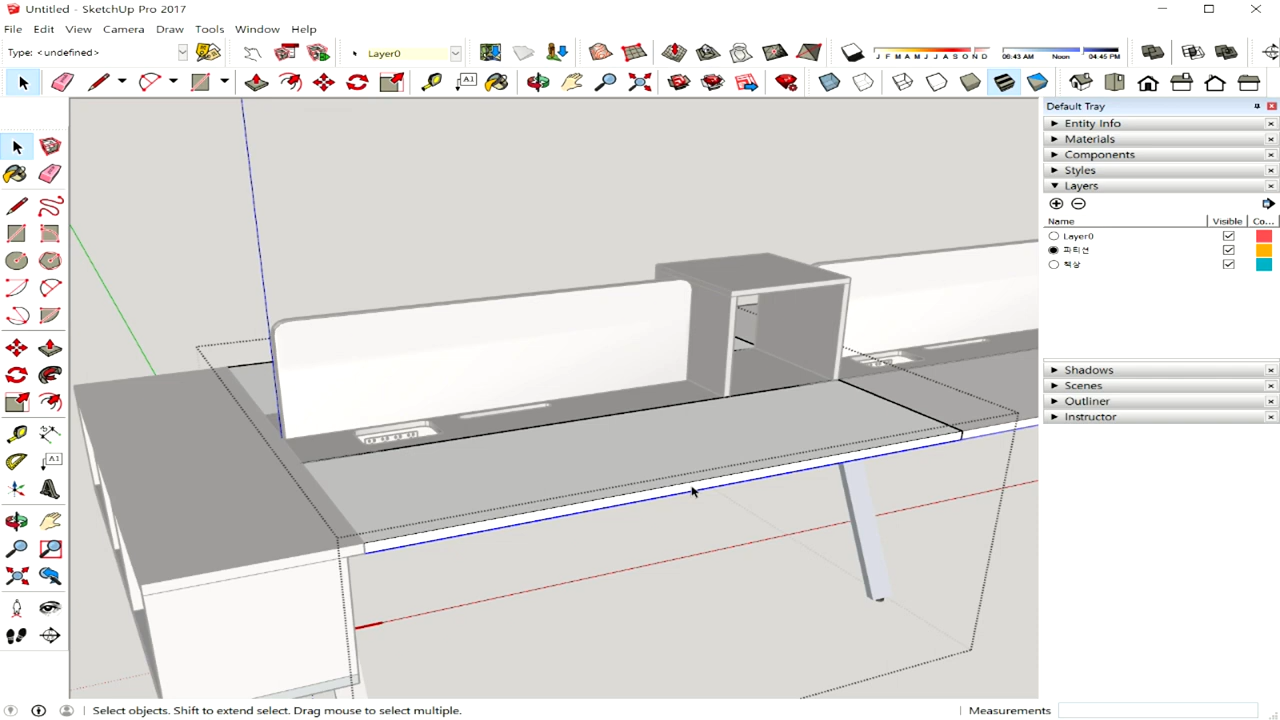 Untitled - SketchUp Pro 2017
File Edit View Camera Draw Tools Window Help
Type: <undefined>
Layer0
J F M A M J J A S O N D
06:43 AM Noon 04:45 PM
A1
Default Tray
Entity Info
Materials
Components
Styles
Layers
Name Visible Co...
Layer0
파티션
책상
Shadows
Scenes
Outliner
Instructor
A1
Select objects. Shift to extend select. Drag mouse to select multiple.
Measurements